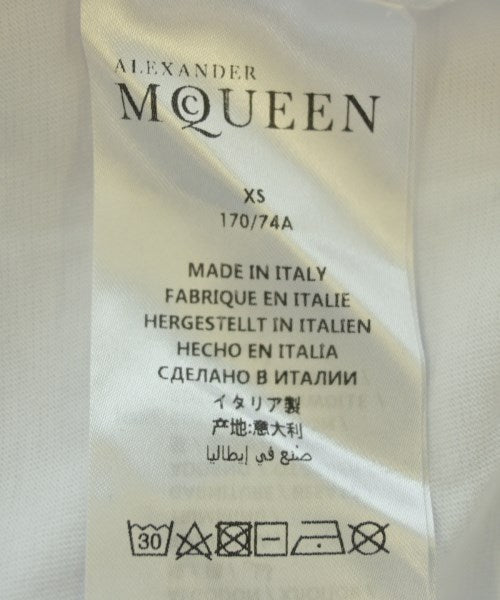 ALEXANDER
McQUEEN
XS
170/74A
MADE IN ITALY
FABRIQUE EN ITALIE
HERGESTELLT IN ITALIEN
HECHO EN ITALIA
СДЕЛАНО В ИТАЛИИ
イタリア製
产地:意大利
صنع في إيطاليا
30